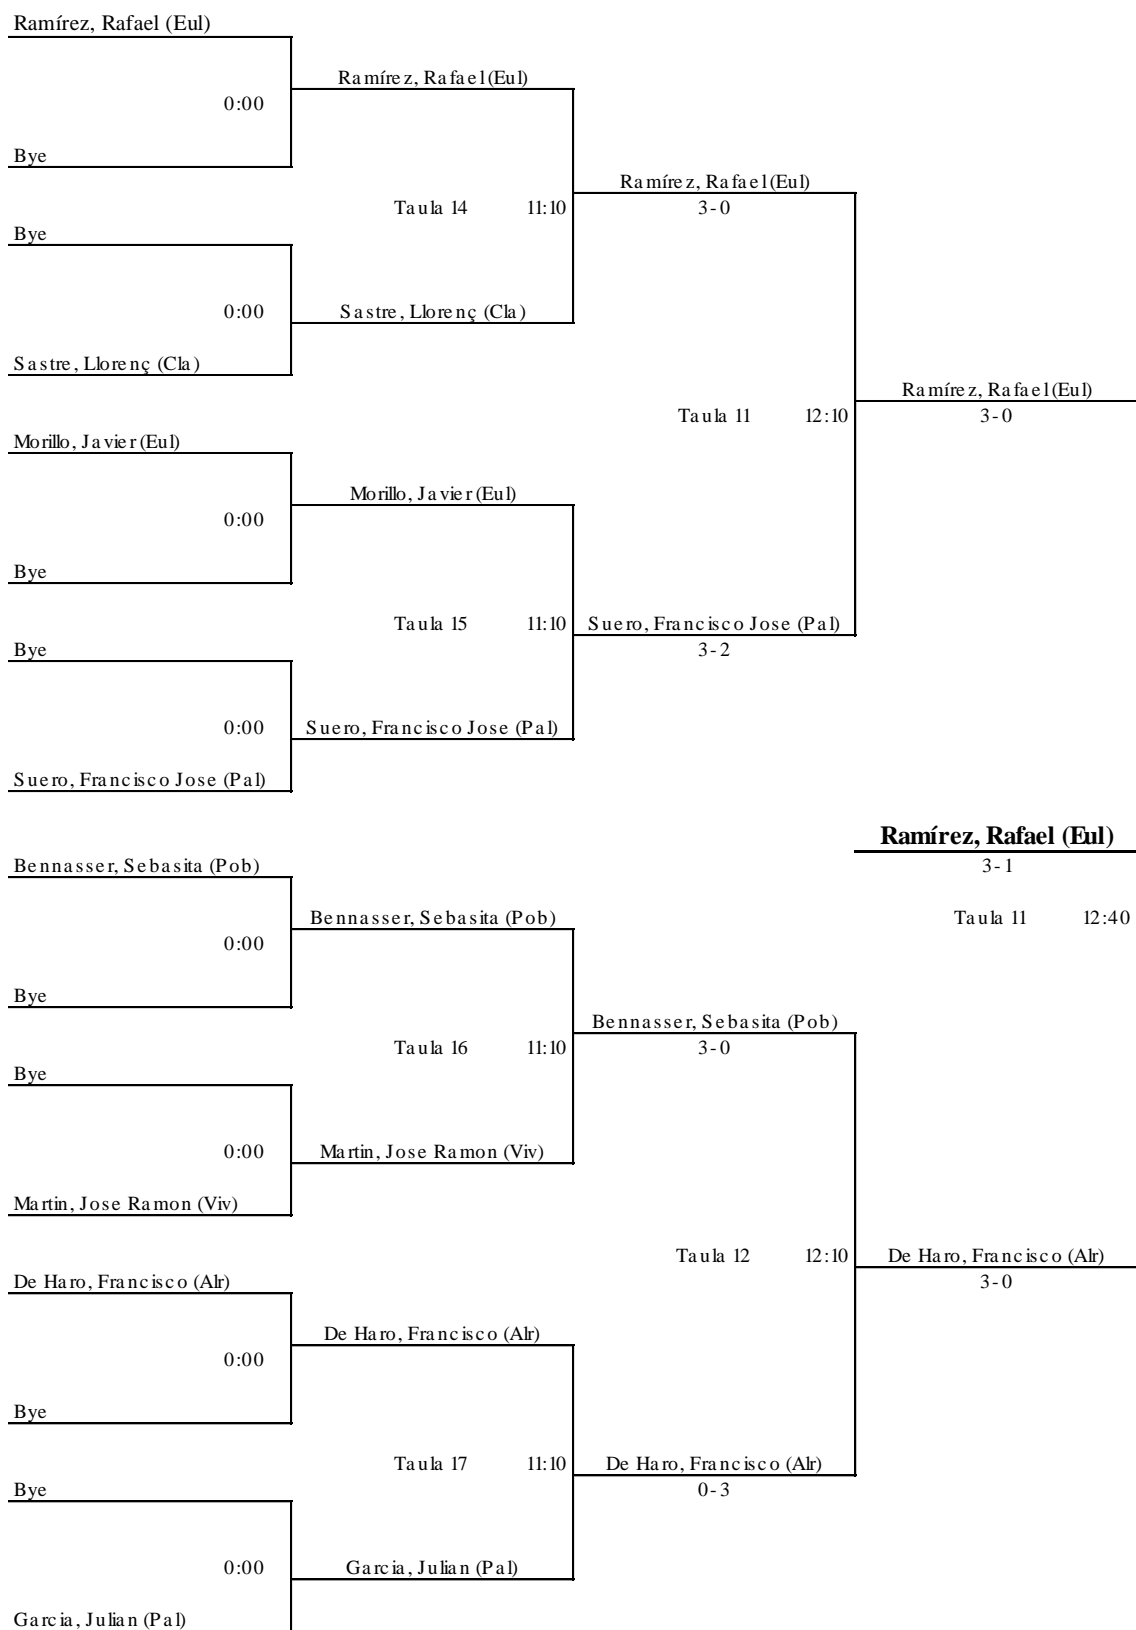 Ramírez, Rafael (Eul)
Ramírez, Rafael (Eul)
0:00
Bye
Ramírez, Rafael (Eul)
Taula 14 11:10 3-0
Bye
0:00 Sastre, Llorenç (Cla)
Sastre, Llorenç (Cla)
Ramírez, Rafael (Eul)
Taula 11 12:10 3-0
Morillo, Javier (Eul)
Morillo, Javier (Eul)
0:00
Bye
Taula 15 11:10 Suero, Francisco Jose (Pal)
Bye 3-2
0:00 Suero, Francisco Jose (Pal)
Suero, Francisco Jose (Pal)
Ramírez, Rafael (Eul)
Bennasser, Sebasita (Pob) 3-1
Bennasser, Sebasita (Pob) Taula 11 12:40
0:00
Bye
Bennasser, Sebasita (Pob)
Taula 16 11:10 3-0
Bye
0:00 Martin, Jose Ramon (Viv)
Martin, Jose Ramon (Viv)
Taula 12 12:10 De Haro, Francisco (Alr)
De Haro, Francisco (Alr) 3-0
De Haro, Francisco (Alr)
0:00
Bye
Taula 17 11:10 De Haro, Francisco (Alr)
Bye 0-3
0:00 Garcia, Julian (Pal)
Garcia, Julian (Pal)